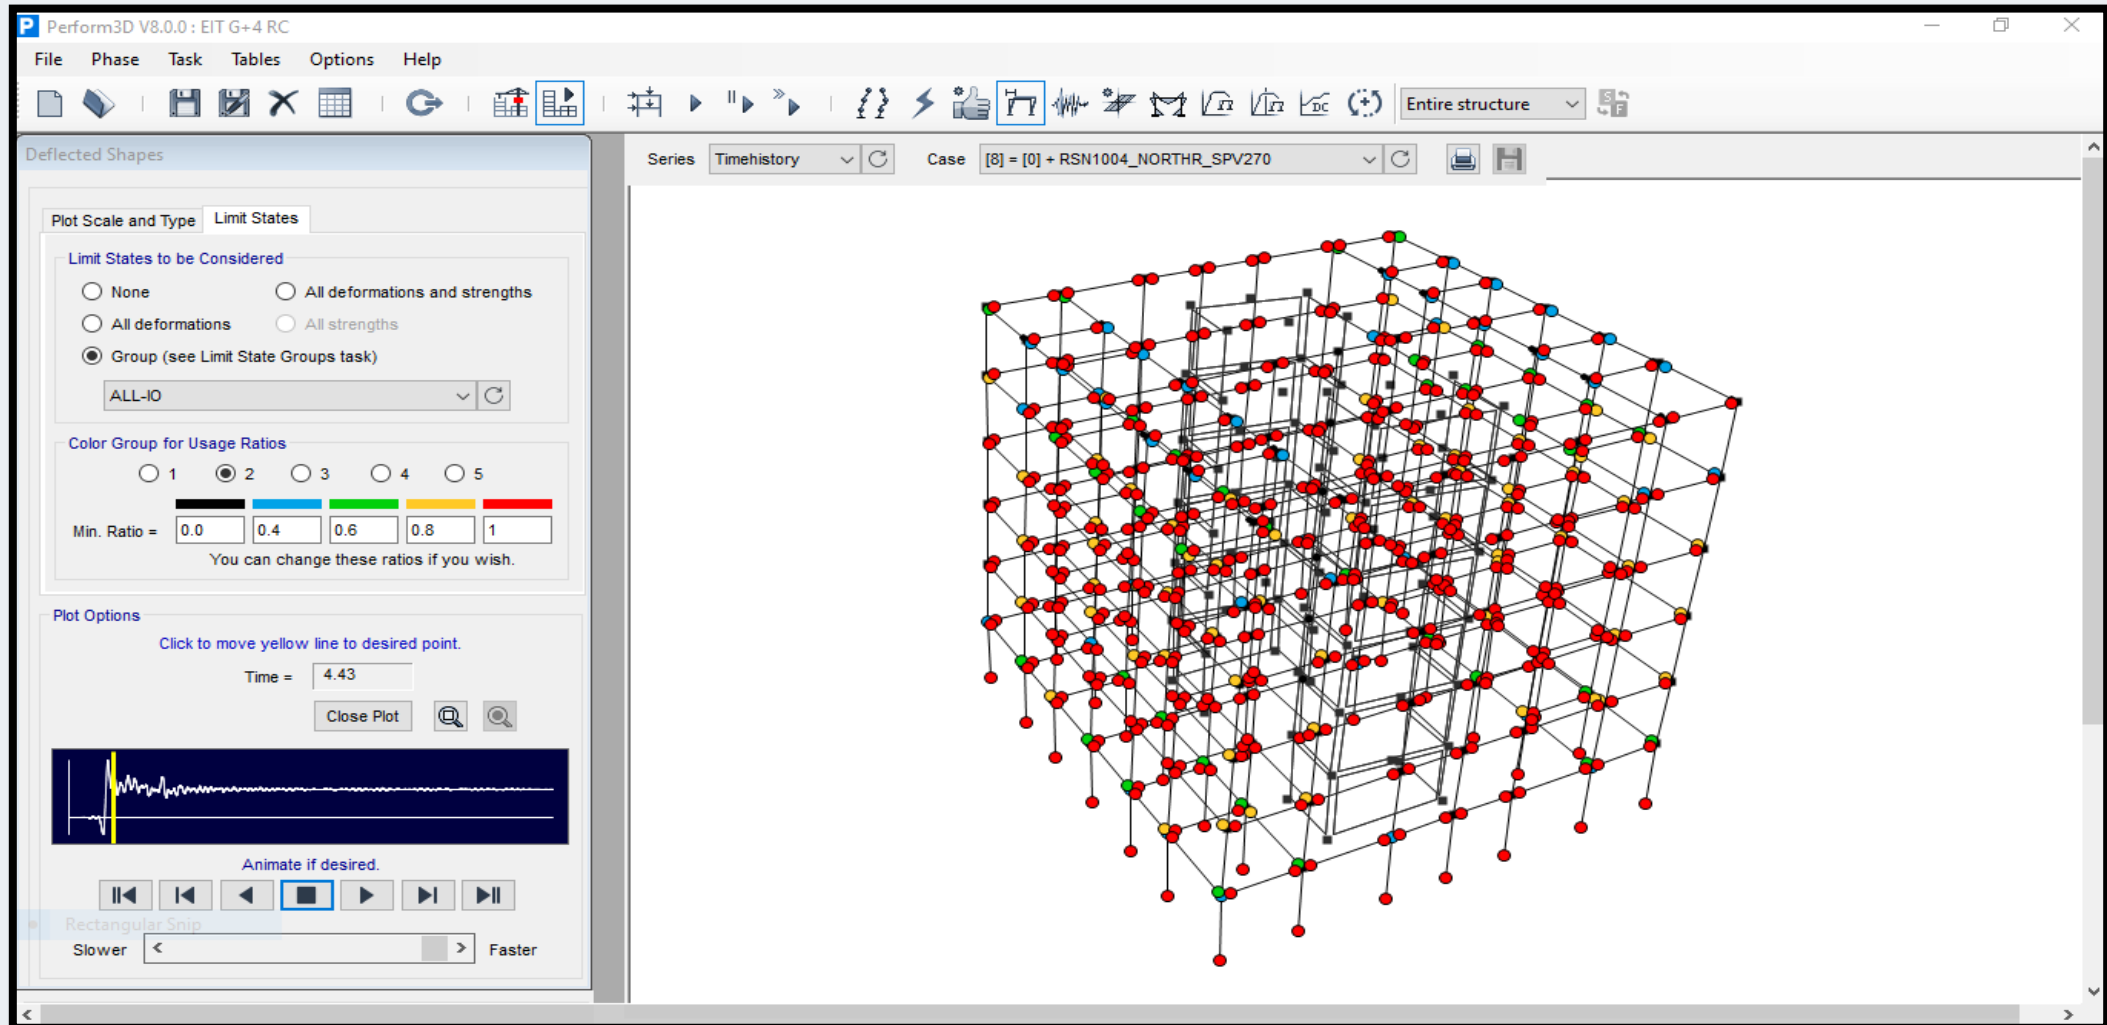 Perform3D V8.0.0 : EIT G+4 RC
File Phase Task Tables Options Help
Entire structure
Deflected Shapes
Series Timehistory Case [8] = [0] + RSN1004_NORTHR_SPV270
Plot Scale and Type Limit States
Limit States to be Considered
None All deformations and strengths
All deformations All strengths
Group (see Limit State Groups task)
ALL-IO
Color Group for Usage Ratios
1 2 3 4 5
Min. Ratio = 0.0 0.4 0.6 0.8 1
You can change these ratios if you wish.
Plot Options
Click to move yellow line to desired point.
Time = 4.43
Close Plot
Animate if desired.
Rectangular Snip
Slower Faster